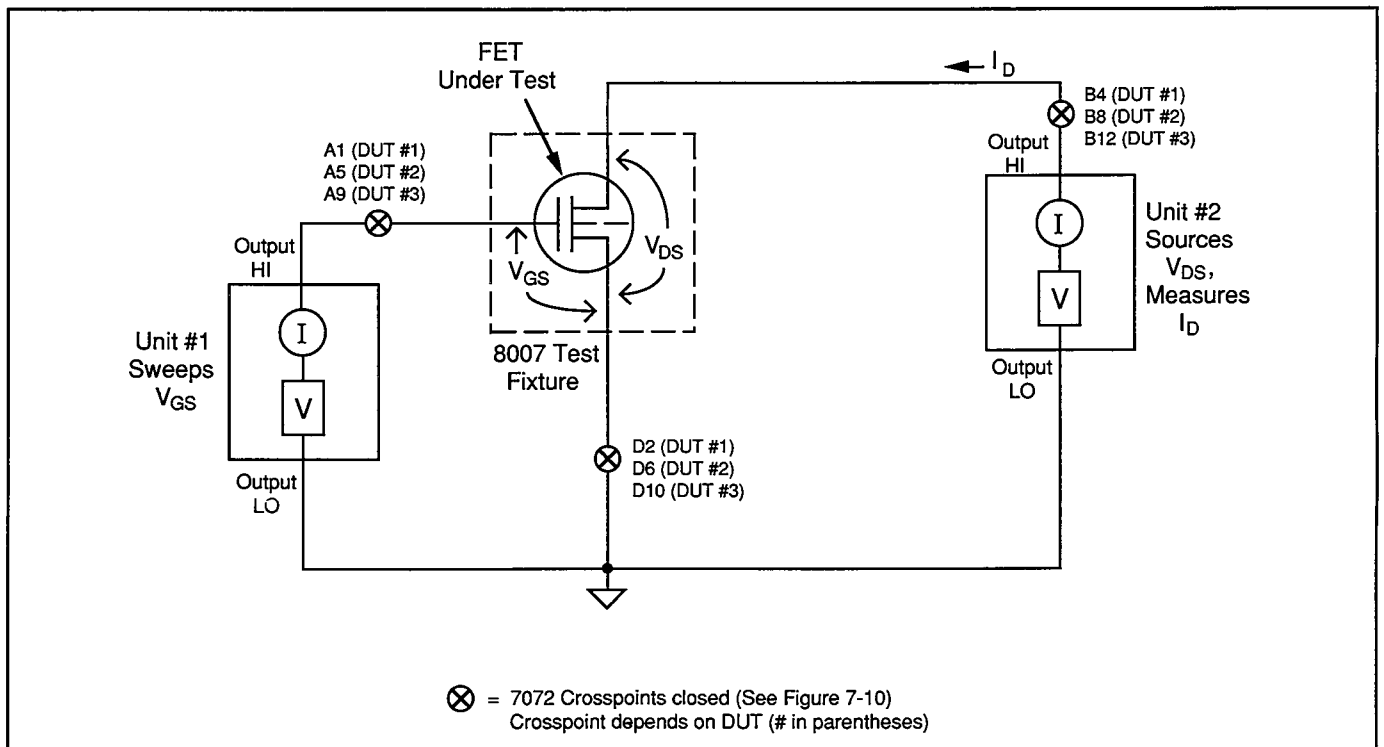 FET
Under Test
I_D
B4 (DUT #1)
B8 (DUT #2)
B12 (DUT #3)
Output
HI
A1 (DUT #1)
A5 (DUT #2)
A9 (DUT #3)
Output
HI
V_GS
V_DS
I
V
Unit #2
Sources
V_DS,
Measures
I_D
Output
LO
Unit #1
Sweeps
V_GS
I
V
Output
LO
8007 Test
Fixture
D2 (DUT #1)
D6 (DUT #2)
D10 (DUT #3)
= 7072 Crosspoints closed (See Figure 7-10)
Crosspoint depends on DUT (# in parentheses)